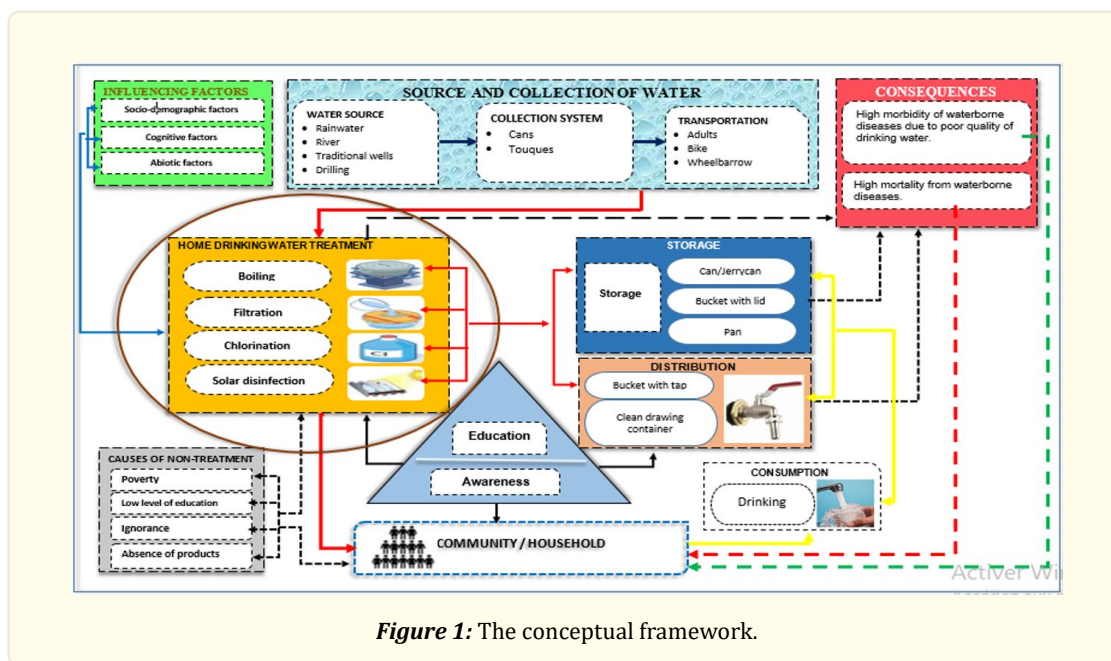 INFLUENCING FACTORS
Socio-demographic factors
Cognitive factors
Abiotic factors
SOURCE AND COLLECTION OF WATER
WATER SOURCE
• Rainwater
• River
• Traditional wells
• Drilling
COLLECTION SYSTEM
• Cans
• Touques
TRANSPORTATION
• Adults
• Bike
• Wheelbarrow
CONSEQUENCES
High morbidity of waterborne
diseases due to poor quality of
drinking water.
High mortality from waterborne
diseases.
HOME DRINKING WATER TREATMENT
Boiling
Filtration
Chlorination
Solar disinfection
STORAGE
Storage
Can/Jerrycan
Bucket with lid
Pan
DISTRIBUTION
Bucket with tap
Clean drawing
container
Education
Awareness
CAUSES OF NON-TREATMENT
Poverty
Low level of education
Ignorance
Absence of products
CONSUMPTION
Drinking
COMMUNITY / HOUSEHOLD
Activer Wi
Figure 1: The conceptual framework.